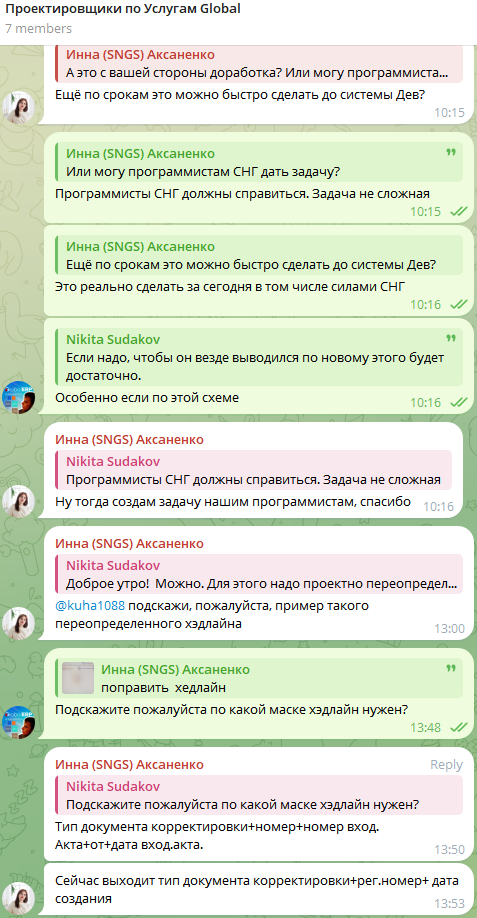 Проектировщики по Услугам Global
7 members
Инна (SNGS) Аксаненко
А это с вашей стороны доработка? Или могу программиста...
Ещё по срокам это можно быстро сделать до системы Дев?
10:15
Инна (SNGS) Аксаненко
Или могу программистам СНГ дать задачу?
Программисты СНГ должны справиться. Задача не сложная
10:15
Инна (SNGS) Аксаненко
Ещё по срокам это можно быстро сделать до системы Дев?
Это реально сделать за сегодня в том числе силами СНГ
10:16
Nikita Sudakov
Если надо, чтобы он везде выводился по новому этого будет
достаточно.
Особенно если по этой схеме
10:16
Инна (SNGS) Аксаненко
Nikita Sudakov
Программисты СНГ должны справиться. Задача не сложная
Ну тогда создам задачу нашим программистам, спасибо
10:16
Инна (SNGS) Аксаненко
Nikita Sudakov
Доброе утро! Можно. Для этого надо проектно переопредел...
@kuha1088 подскажи, пожалуйста, пример такого
переопределенного хэдлайна
13:00
Инна (SNGS) Аксаненко
поправить хедлайн
Подскажите пожалуйста по какой маске хэдлайн нужен?
13:48
Инна (SNGS) Аксаненко Reply
Nikita Sudakov
Подскажите пожалуйста по какой маске хэдлайн нужен?
Тип документа корректировки+номер+номер вход.
Акта+от+дата вход.акта.
13:50
Сейчас выходит тип документа корректировки+рег.номер+ дата
создания
13:53